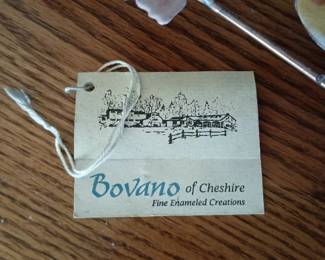 Bovano of Cheshire
Fine Enameled Creations